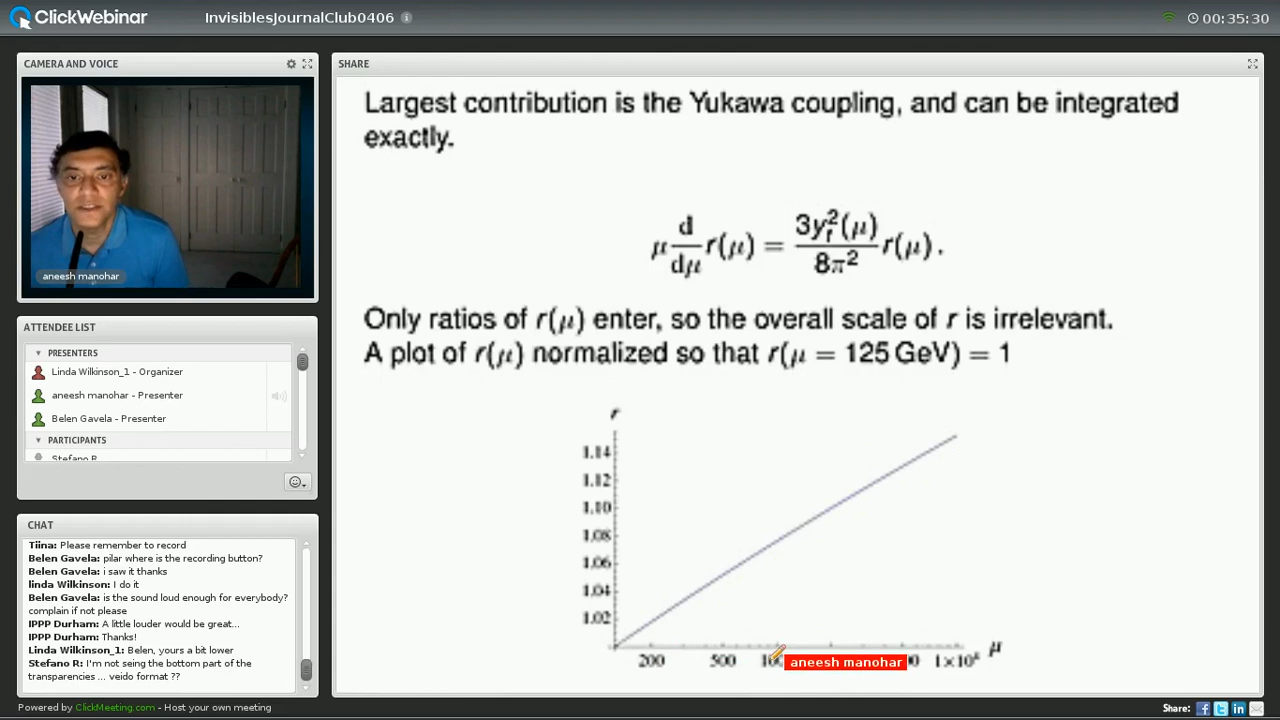 ClickWebinar
InvisiblesJournalClub0406
00:35:30
CAMERA AND VOICE
aneesh manohar
ATTENDEE LIST
PRESENTERS
Linda Wilkinson_1 - Organizer
aneesh manohar - Presenter
Belen Gavela - Presenter
PARTICIPANTS
Stefano R
CHAT
Tiina: Please remember to record
Belen Gavela: pilar where is the recording button?
Belen Gavela: i saw it thanks
linda Wilkinson: I do it
Belen Gavela: is the sound loud enough for everybody?
complain if not please
IPPP Durham: A little louder would be great...
IPPP Durham: Thanks!
Linda Wilkinson_1: Belen, yours a bit lower
Stefano R: I'm not seing the bottom part of the
transparencies ... veido format ??
SHARE
Largest contribution is the Yukawa coupling, and can be integrated
exactly.
μ d/dμ r(μ) = 3y_t²(μ)/8π² r(μ) .
Only ratios of r(μ) enter, so the overall scale of r is irrelevant.
A plot of r(μ) normalized so that r(μ = 125 GeV) = 1
r
1.14
1.12
1.10
1.08
1.06
1.04
1.02
200 500 1×10⁴ μ
aneesh manohar
Powered by ClickMeeting.com - Host your own meeting
Share: